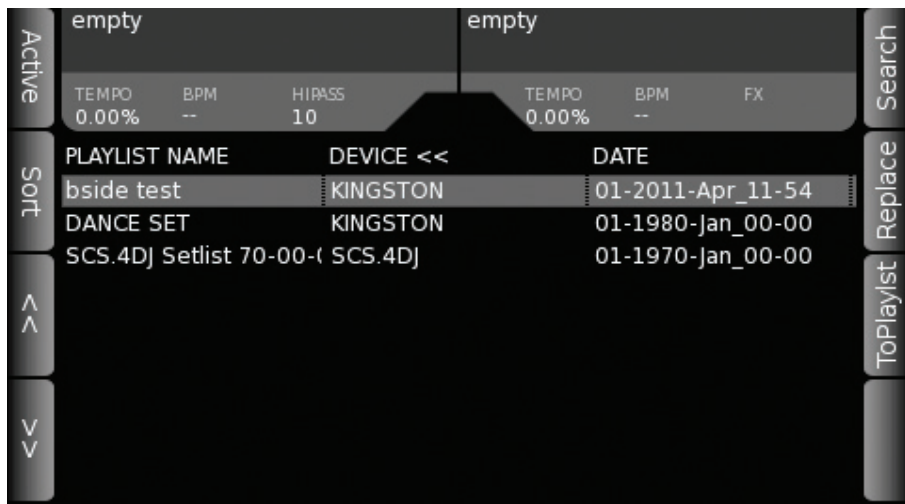 empty
empty
TEMPO BPM HIPASS
0.00% -- 10
TEMPO BPM FX
0.00% --
Active
Sort
<<
>>
PLAYLIST NAME DEVICE << DATE
bside test KINGSTON 01-2011-Apr_11-54
DANCE SET KINGSTON 01-1980-Jan_00-00
SCS.4DJ Setlist 70-00-( SCS.4DJ 01-1970-Jan_00-00
Search
Replace
ToPlaylst